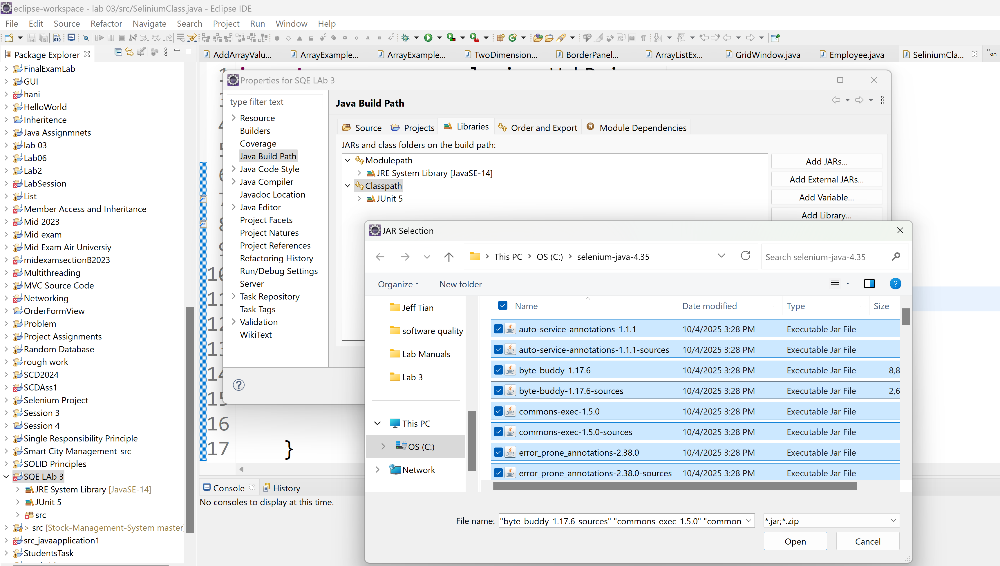 eclipse-workspace - lab 03/src/SeliniumClass.java - Eclipse IDE
File Edit Source Refactor Navigate Search Project Run Window Help
Package Explorer
AddArrayValu... ArrayExample... ArrayExample... TwoDimension... BorderPanel... ArrayListEx... GridWindow.java Employee.java SeliniumCla...
FinalExamLab
GUI
hani
HelloWorld
Inheritence
Java Assignmnets
lab 03
Lab06
Lab2
LabSession
List
Member Access and Inheritance
Mid 2023
Mid exam
Mid Exam Air Universiy
midexamsectionB2023
Multithreading
MVC Source Code
Networking
OrderFormView
Problem
Project Assignments
Random Database
rough work
SCD2024
SCDAss1
Selenium Project
Session 3
Session 4
Single Responsibility Principle
Smart City Management_src
SOLID Principles
SQE LAb 3
JRE System Library [JavaSE-14]
JUnit 5
src
> src [Stock-Management-System master]
src_javaapplication1
StudentsTask
16
17 }
Console History
No consoles to display at this time.
Properties for SQE LAb 3
type filter text
Resource
Builders
Coverage
Java Build Path
Java Code Style
Java Compiler
Javadoc Location
Java Editor
Project Facets
Project Natures
Project References
Refactoring History
Run/Debug Settings
Server
Task Repository
Task Tags
Validation
WikiText
Java Build Path
Source Projects Libraries Order and Export Module Dependencies
JARs and class folders on the build path:
Modulepath
JRE System Library [JavaSE-14]
Classpath
JUnit 5
Add JARs...
Add External JARs...
Add Variable...
Add Library...
JAR Selection
This PC > OS (C:) > selenium-java-4.35
Search selenium-java-4.35
Organize New folder
Jeff Tian
software quality
Lab Manuals
Lab 3
This PC
OS (C:)
Network
Name Date modified Type Size
auto-service-annotations-1.1.1 10/4/2025 3:28 PM Executable Jar File
auto-service-annotations-1.1.1-sources 10/4/2025 3:28 PM Executable Jar File
byte-buddy-1.17.6 10/4/2025 3:28 PM Executable Jar File 8,8
byte-buddy-1.17.6-sources 10/4/2025 3:28 PM Executable Jar File 2,6
commons-exec-1.5.0 10/4/2025 3:28 PM Executable Jar File
commons-exec-1.5.0-sources 10/4/2025 3:28 PM Executable Jar File
error_prone_annotations-2.38.0 10/4/2025 3:28 PM Executable Jar File
error_prone_annotations-2.38.0-sources 10/4/2025 3:28 PM Executable Jar File
File name: "byte-buddy-1.17.6-sources" "commons-exec-1.5.0" "common
*.jar;*.zip
Open Cancel